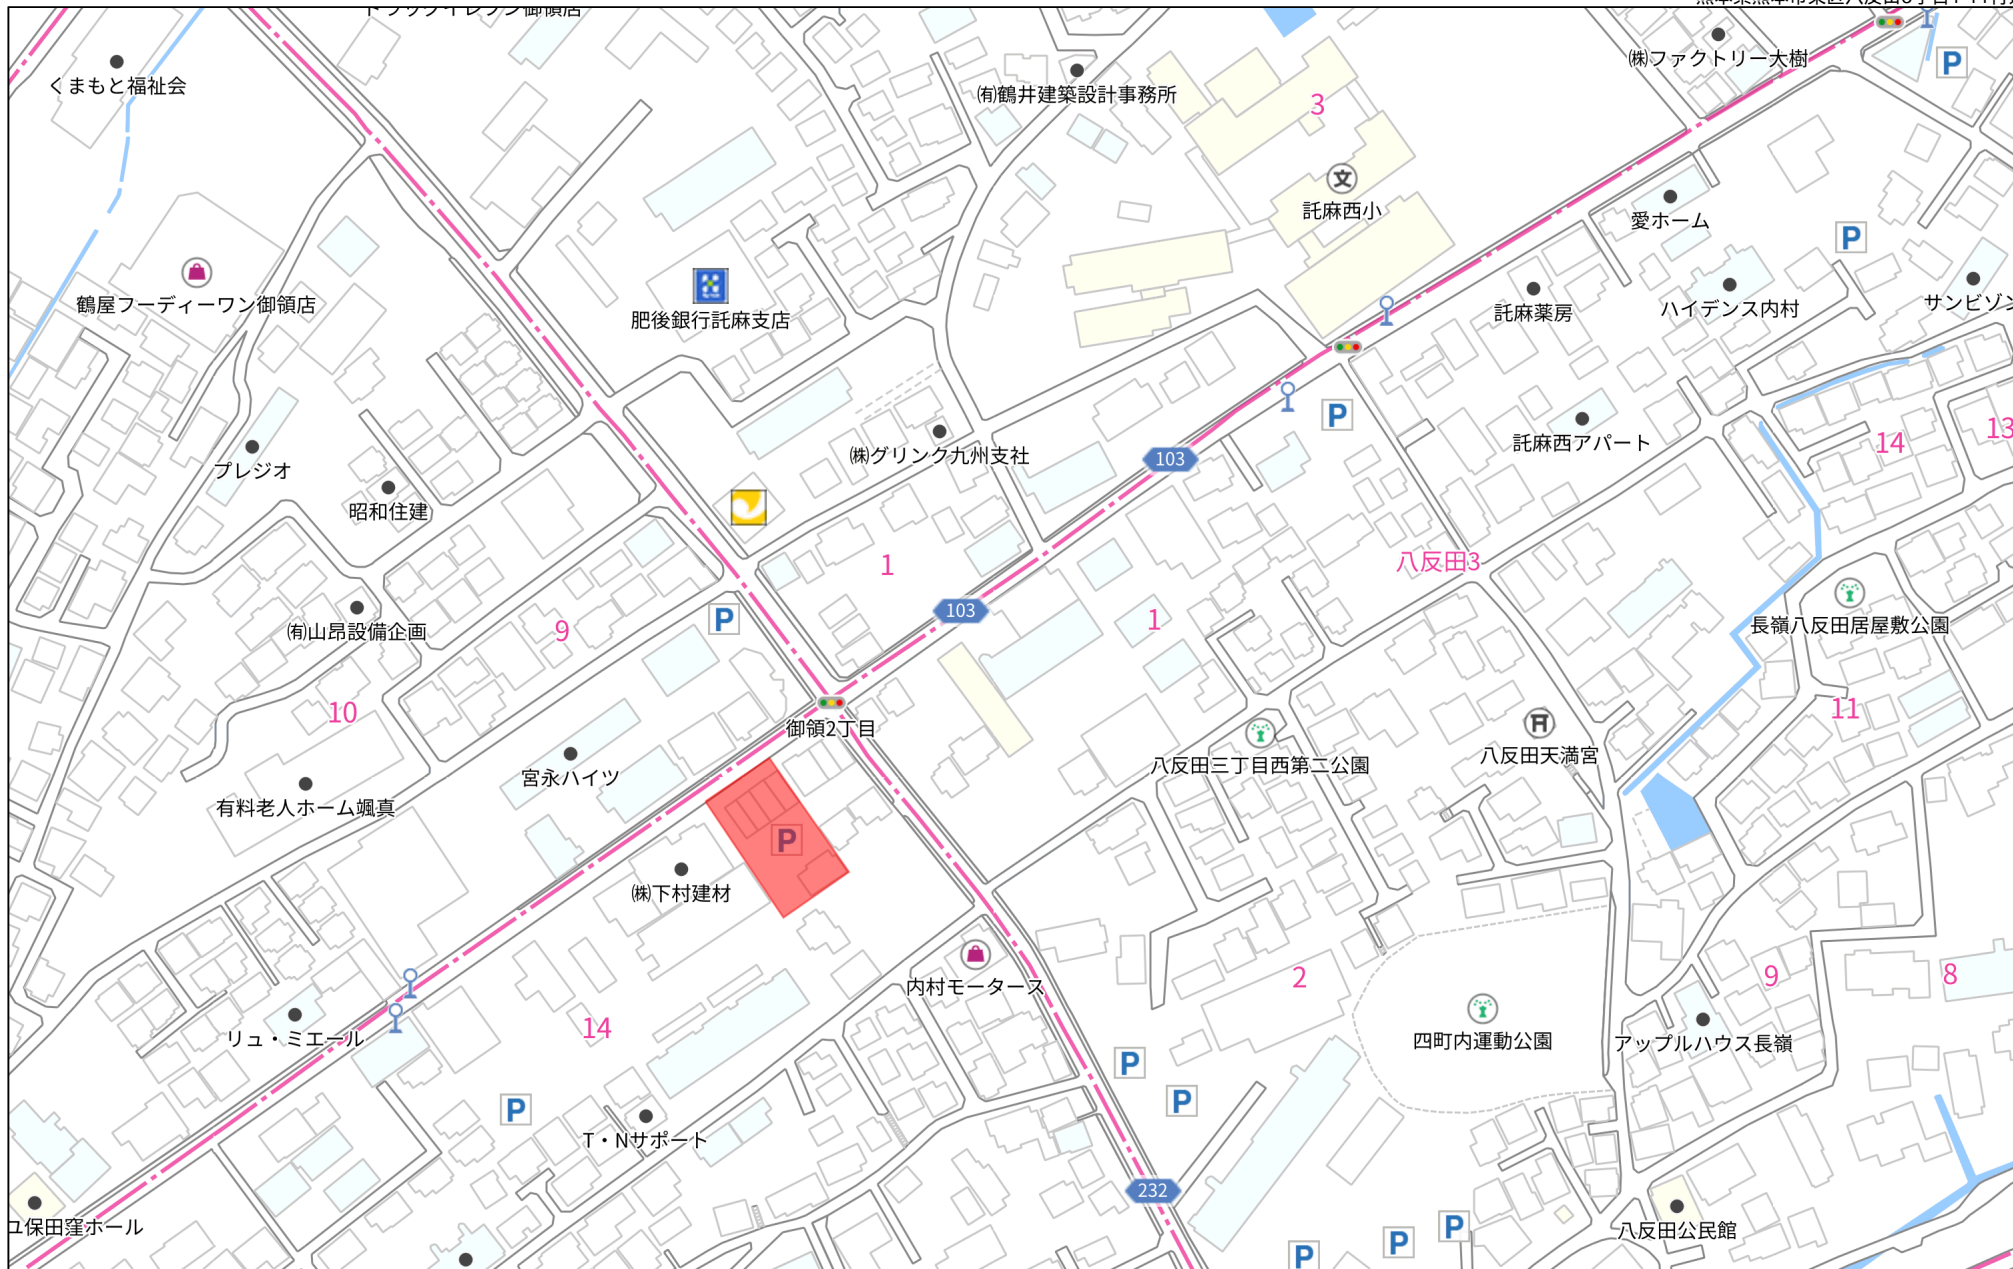 くまもと福祉会
㈲鶴井建築設計事務所
㈱ファクトリー大樹
P
3
託麻西小
愛ホーム
P
鶴屋フーディーワン御領店
肥後銀行託麻支店
託麻薬房
ハイデンス内村
サンビゾン
P
託麻西アパート
14
13
プレジオ
㈱グリンク九州支社
103
昭和住建
1
八反田3
103
1
P
長嶺八反田居屋敷公園
㈲山昂設備企画
9
10
11
御領2丁目
八反田三丁目西第二公園
八反田天満宮
宮永ハイツ
有料老人ホーム颯真
P
㈱下村建材
内村モータース
2
9
8
リュ・ミエール
14
四町内運動公園
アップルハウス長嶺
P
P
P
T・Nサポート
232
ユ保田窪ホール
八反田公民館
P
P
P